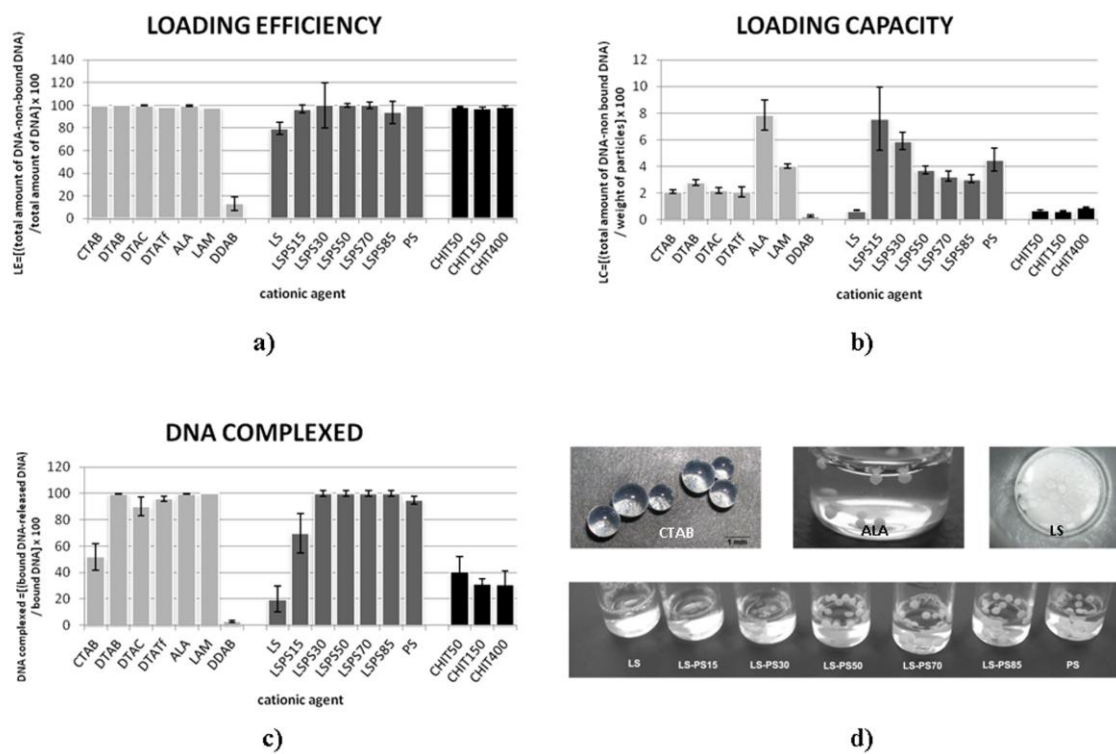 LOADING EFFICIENCY
LE=[(total amount of DNA-non-bound DNA)
/total amount of DNA] x 100
140
120
100
80
60
40
20
0
CTAB
DTAB
DTAC
DTATf
ALA
LAM
DDAB
LS
LSPS15
LSPS30
LSPS50
LSPS70
LSPS85
PS
CHIT50
CHIT150
CHIT400
cationic agent
a)
LOADING CAPACITY
LC=[(total amount of DNA-non bound DNA)
/weight of particles] x 100
12
10
8
6
4
2
0
CTAB
DTAB
DTAC
DTATf
ALA
LAM
DDAB
LS
LSPS15
LSPS30
LSPS50
LSPS70
LSPS85
PS
CHIT50
CHIT150
CHIT400
cationic agent
b)
DNA COMPLEXED
DNA complexed =[(bound DNA-released DNA)
/ bound DNA] x 100
120
100
80
60
40
20
0
CTAB
DTAB
DTAC
DTATf
ALA
LAM
DDAB
LS
LSPS15
LSPS30
LSPS50
LSPS70
LSPS85
PS
CHIT50
CHIT150
CHIT400
cationic agent
c)
CTAB
1 mm
ALA
LS
LS LS-PS15 LS-PS30 LS-PS50 LS-PS70 LS-PS85 PS
d)